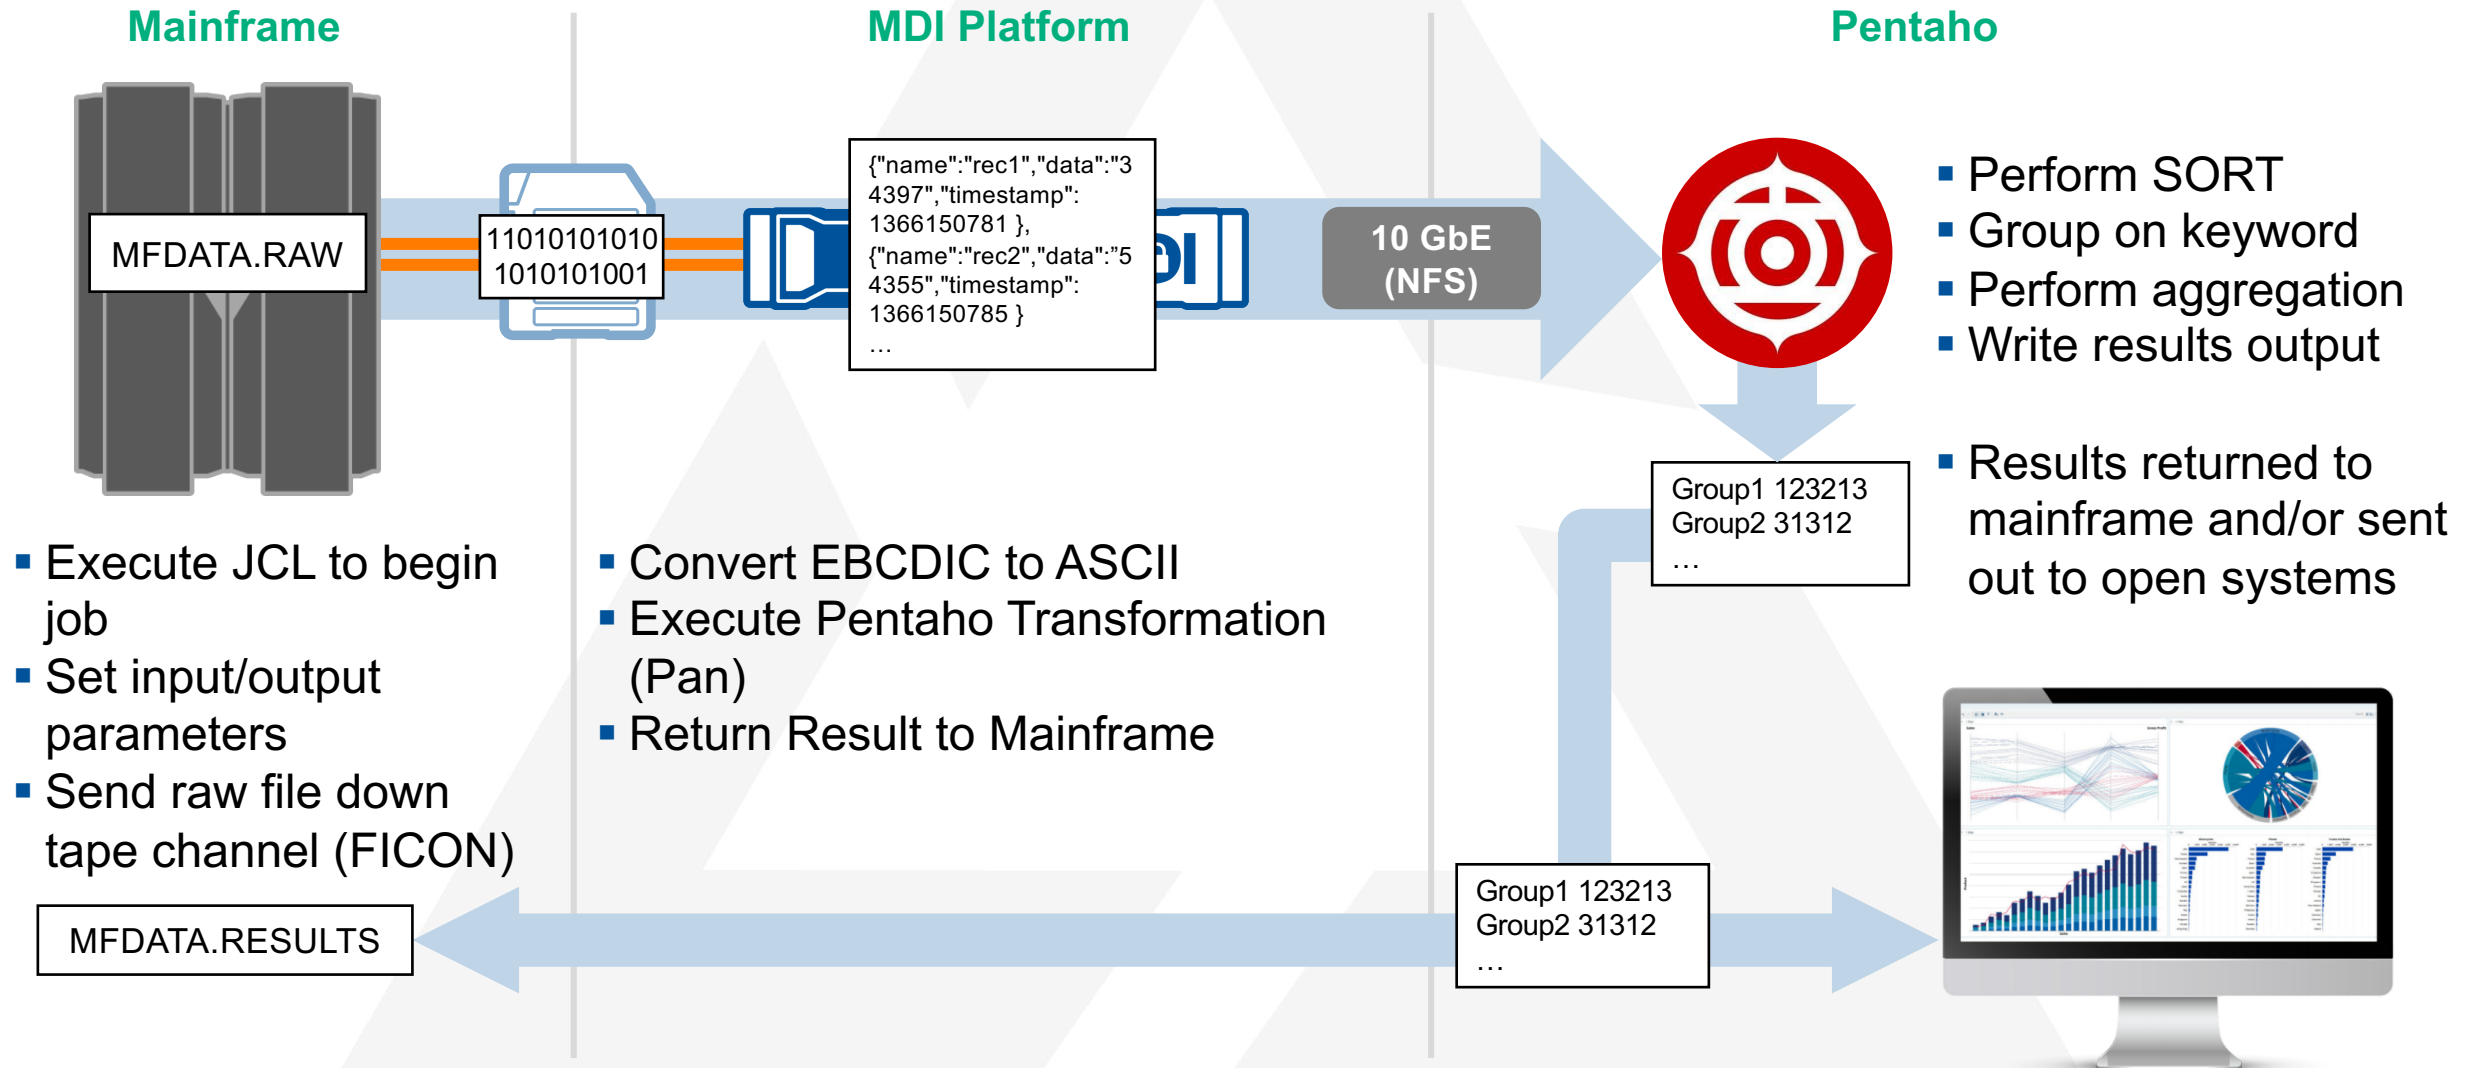 Mainframe
MDI Platform
Pentaho
MFDATA.RAW
11010101010
1010101001
{"name":"rec1","data":"3
4397","timestamp":
1366150781 },
{"name":"rec2","data":"5
4355","timestamp":
1366150785 }
…
10 GbE
(NFS)
▪ Perform SORT
▪ Group on keyword
▪ Perform aggregation
▪ Write results output
▪ Results returned to
mainframe and/or sent
out to open systems
Group1 123213
Group2 31312
…
▪ Execute JCL to begin
job
▪ Set input/output
parameters
▪ Send raw file down
tape channel (FICON)
▪ Convert EBCDIC to ASCII
▪ Execute Pentaho Transformation
(Pan)
▪ Return Result to Mainframe
MFDATA.RESULTS
Group1 123213
Group2 31312
…